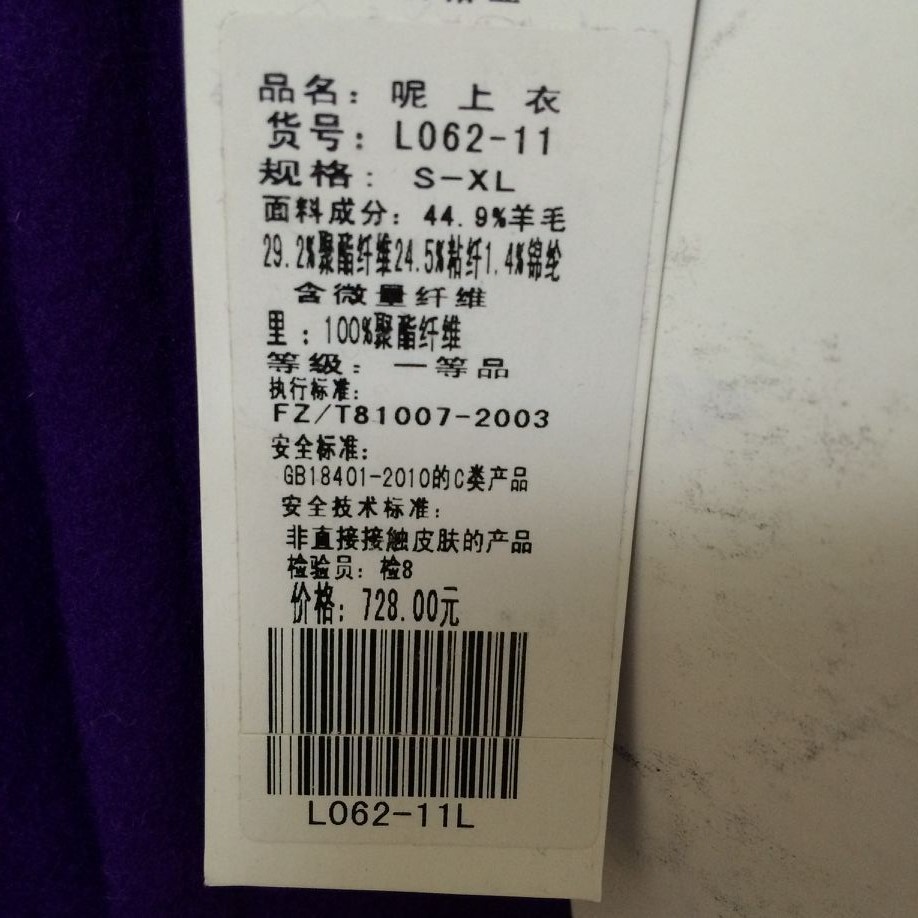 品名：呢 上 衣
货号：L062-11
规格：S-XL
面料成分：44.9%羊毛
29.2%聚酯纤维24.5%粘纤1.4%锦纶
含微量纤维
里：100%聚酯纤维
等级：一等品
执行标准：
FZ/T81007-2003
安全标准：
GB18401-2010的C类产品
安全技术标准：
非直接接触皮肤的产品
检验员：检8
价格：728.00元
L062-11L